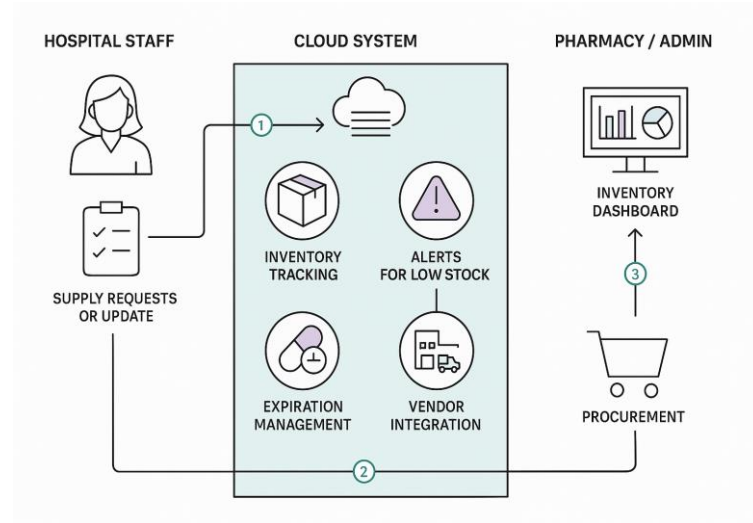 HOSPITAL STAFF
CLOUD SYSTEM
PHARMACY / ADMIN
1
INVENTORY
DASHBOARD
INVENTORY
TRACKING
ALERTS
FOR LOW STOCK
3
SUPPLY REQUESTS
OR UPDATE
EXPIRATION
MANAGEMENT
VENDOR
INTEGRATION
PROCUREMENT
2